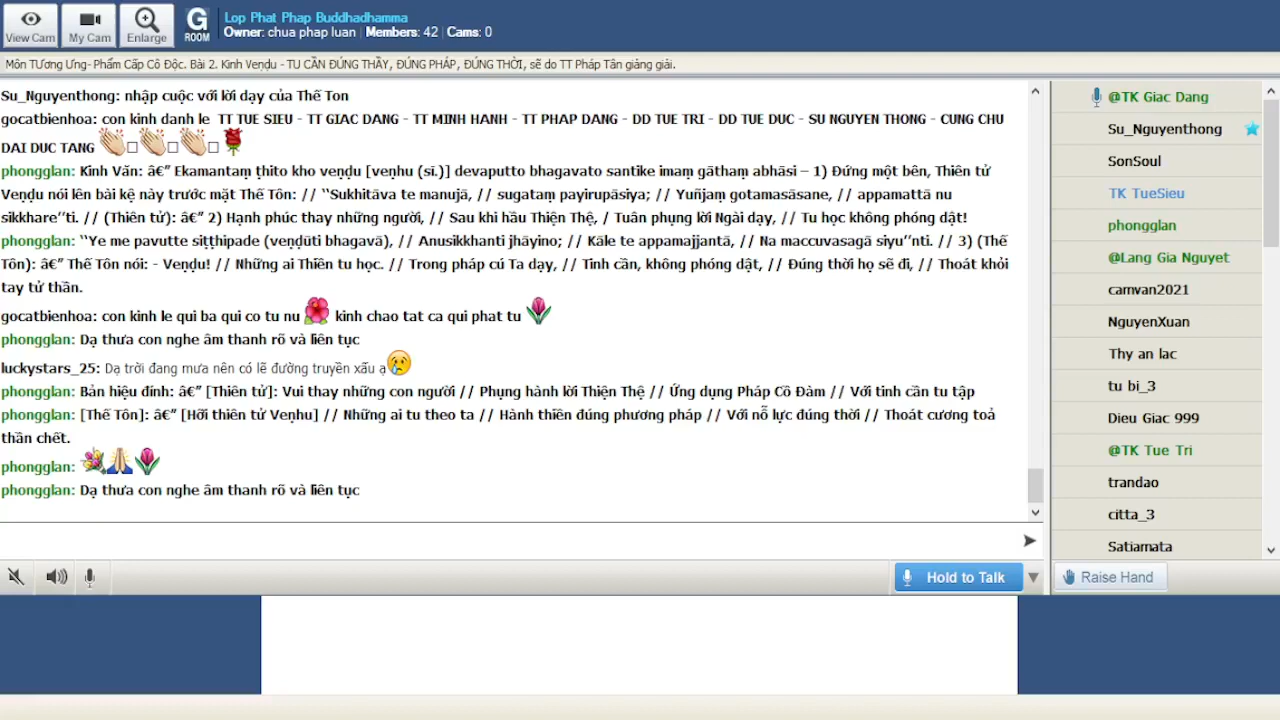 View Cam
My Cam
Enlarge
G
ROOM
Lop Phat Phap Buddhadhamma
Owner: chua phap luan | Members: 42 | Cams: 0
Môn Tương Ưng- Phẩm Cấp Cô Độc. Bài 2. Kinh Veṇḍu - TU CẦN ĐÚNG THẦY, ĐÚNG PHÁP, ĐÚNG THỜI, sẽ do TT Pháp Tân giảng giải.
Su_Nguyenthong: nhập cuộc với lời dạy của Thế Ton
gocatbienhoa: con kinh danh le TT TUE SIEU - TT GIAC DANG - TT MINH HANH - TT PHAP DANG - DD TUE TRI - DD TUE DUC - SU NGUYEN THONG - CUNG CHU
DAI DUC TANG
phongglan: Kinh Văn: â€” Ekamantaṃ ṭhito kho veṇḍu [veṇhu (sī.)] devaputto bhagavato santike imaṃ gāthaṃ abhāsi – 1) Đứng một bên, Thiên tử
Veṇḍu nói lên bài kệ này trước mặt Thế Tôn: // ‘‘Sukhitāva te manujā, // sugataṃ payirupāsiya; // Yuñjaṃ gotamasāsane, // appamattā nu
sikkhare’’ti. // (Thiên tử): â€” 2) Hạnh phúc thay những người, // Sau khi hầu Thiện Thệ, / Tuân phụng lời Ngài dạy, // Tu học không phóng dật!
phongglan: ‘‘Ye me pavutte siṭṭhipade (veṇḍūti bhagavā), // Anusikkhanti jhāyino; // Kāle te appamajjantā, // Na maccuvasagā siyu’’nti. // 3) (Thế
Tôn): â€” Thế Tôn nói: - Veṇḍu! // Những ai Thiền tu học. // Trong pháp cú Ta dạy, // Tinh cần, không phóng dật, // Đúng thời họ sẽ đi, // Thoát khỏi
tay tử thần.
gocatbienhoa: con kinh le qui ba qui co tu nu kinh chao tat ca qui phat tu
phongglan: Dạ thưa con nghe âm thanh rõ và liên tục
luckystars_25: Dạ trời đang mưa nên có lẽ đường truyền xấu ạ
phongglan: Bản hiệu đính: â€” [Thiên tử]: Vui thay những con người // Phụng hành lời Thiện Thệ // Ứng dụng Pháp Cồ Đàm // Với tinh cần tu tập
phongglan: [Thế Tôn]: â€” [Hỡi thiên tử Veṇhu] // Những ai tu theo ta // Hành thiền đúng phương pháp // Với nỗ lực đúng thời // Thoát cương toả
thần chết.
phongglan:
phongglan: Dạ thưa con nghe âm thanh rõ và liên tục
Hold to Talk
@TK Giac Dang
Su_Nguyenthong
SonSoul
TK TueSieu
phongglan
@Lang Gia Nguyet
camvan2021
NguyenXuan
Thy an lac
tu bi_3
Dieu Giac 999
@TK Tue Tri
trandao
citta_3
Satiamata
Raise Hand